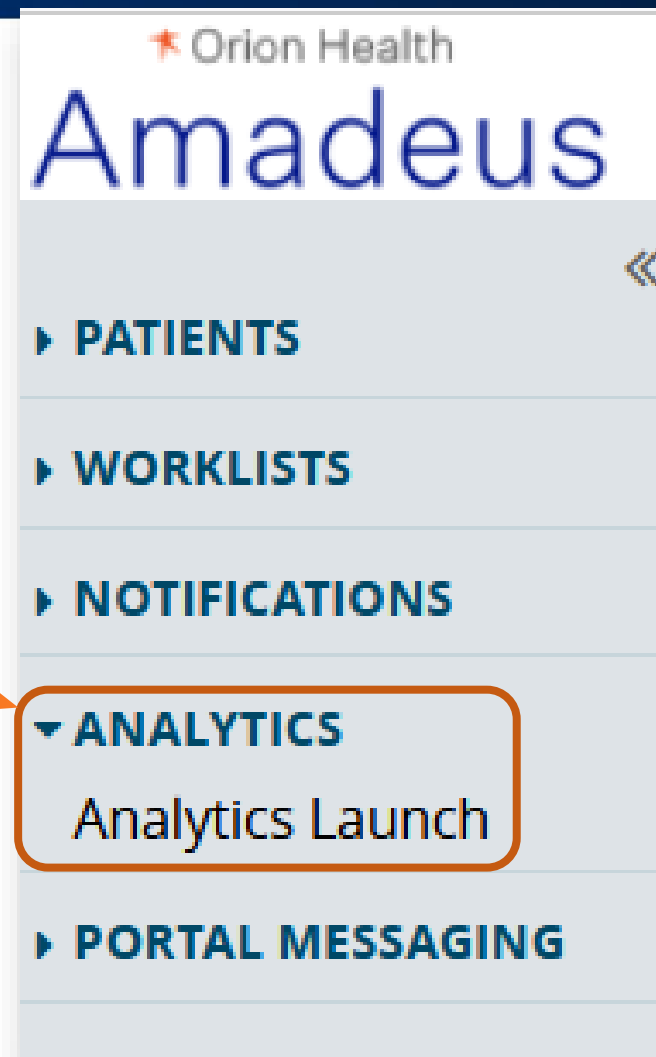 Orion Health
Amadeus
«
PATIENTS
WORKLISTS
NOTIFICATIONS
ANALYTICS
Analytics Launch
PORTAL MESSAGING